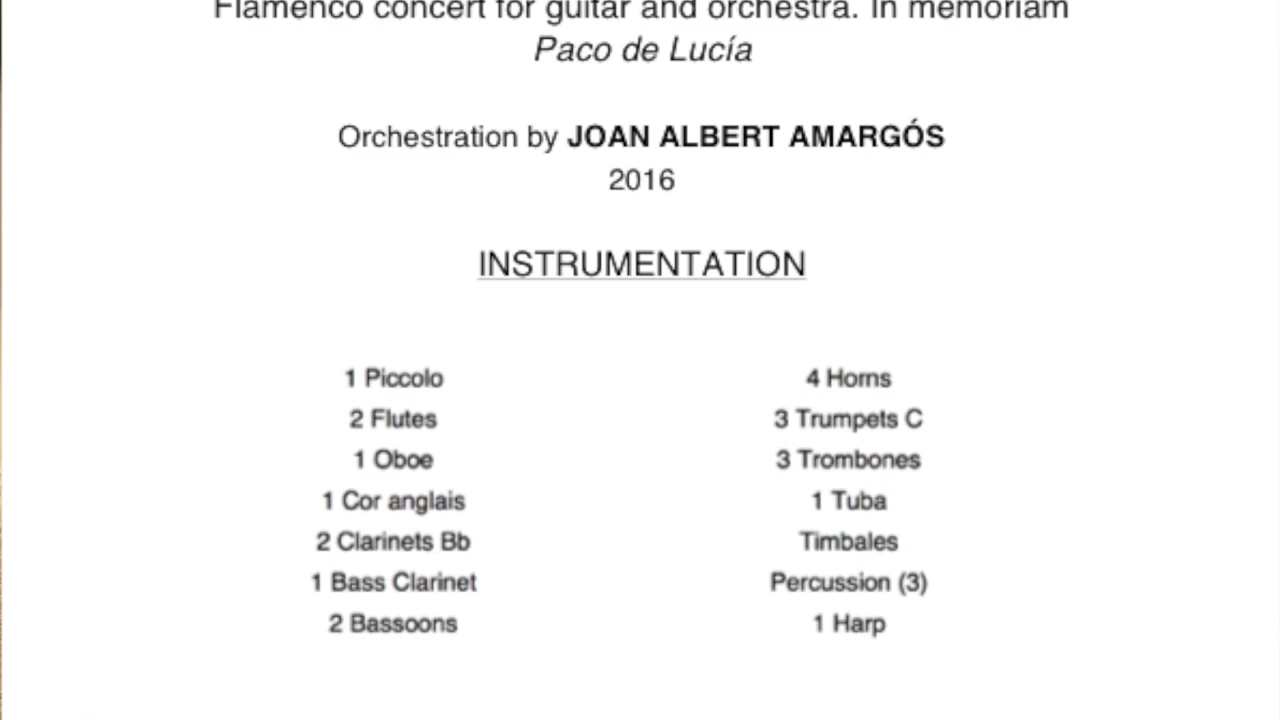 Flamenco concert for guitar and orchestra. In memoriam
Paco de Lucía
Orchestration by JOAN ALBERT AMARGÓS
2016
INSTRUMENTATION
1 Piccolo
2 Flutes
1 Oboe
1 Cor anglais
2 Clarinets Bb
1 Bass Clarinet
2 Bassoons
4 Horns
3 Trumpets C
3 Trombones
1 Tuba
Timbales
Percussion (3)
1 Harp